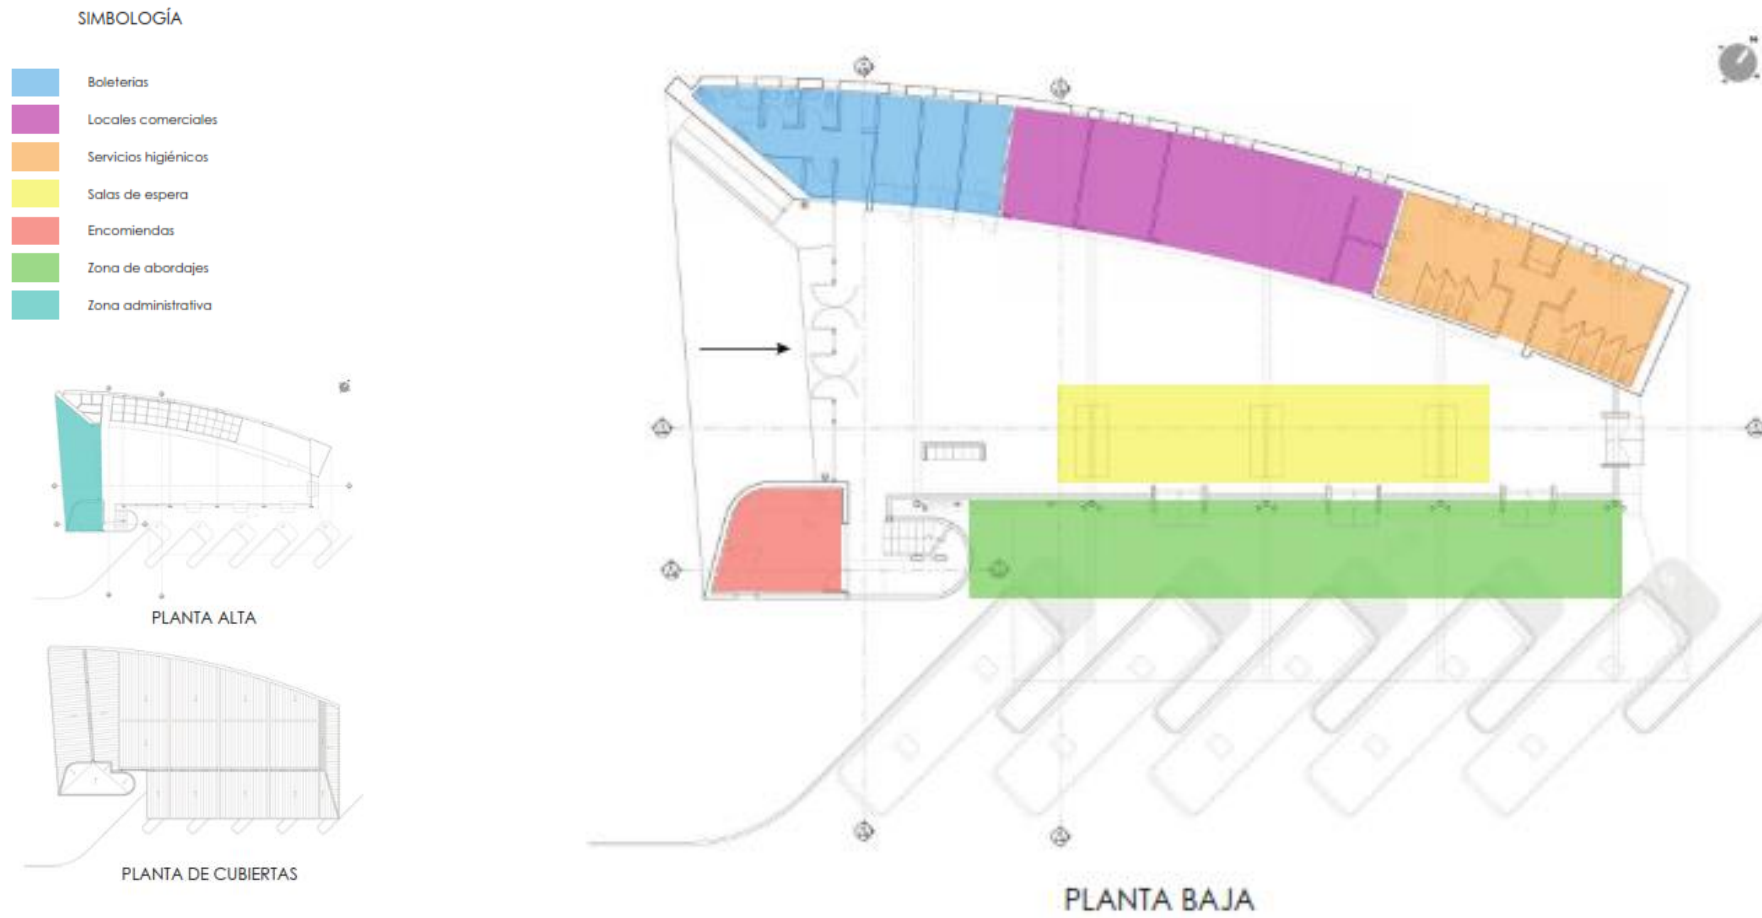 SIMBOLOGÍA
Boleterias
Locales comerciales
Servicios higiénicos
Salas de espera
Encomiendas
Zona de abordajes
Zona administrativa
PLANTA ALTA
PLANTA DE CUBIERTAS
PLANTA BAJA